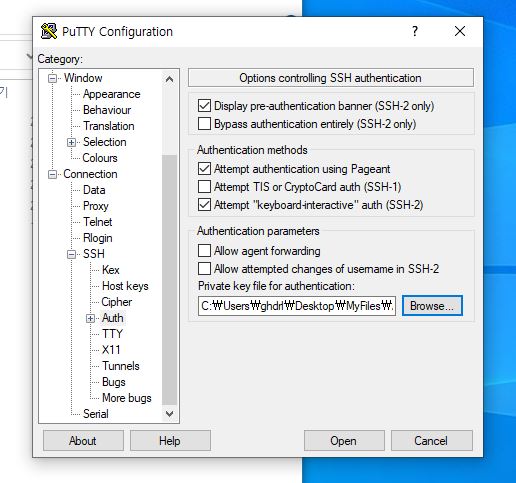 PuTTY Configuration
Category:
Window
Appearance
Behaviour
Translation
Selection
Colours
Connection
Data
Proxy
Telnet
Rlogin
SSH
Kex
Host keys
Cipher
Auth
TTY
X11
Tunnels
Bugs
More bugs
Serial
Options controlling SSH authentication
Display pre-authentication banner (SSH-2 only)
Bypass authentication entirely (SSH-2 only)
Authentication methods
Attempt authentication using Pageant
Attempt TIS or CryptoCard auth (SSH-1)
Attempt "keyboard-interactive" auth (SSH-2)
Authentication parameters
Allow agent forwarding
Allow attempted changes of username in SSH-2
Private key file for authentication:
C:₩Users₩ghdrl₩Desktop₩MyFiles₩. Browse...
About Help Open Cancel